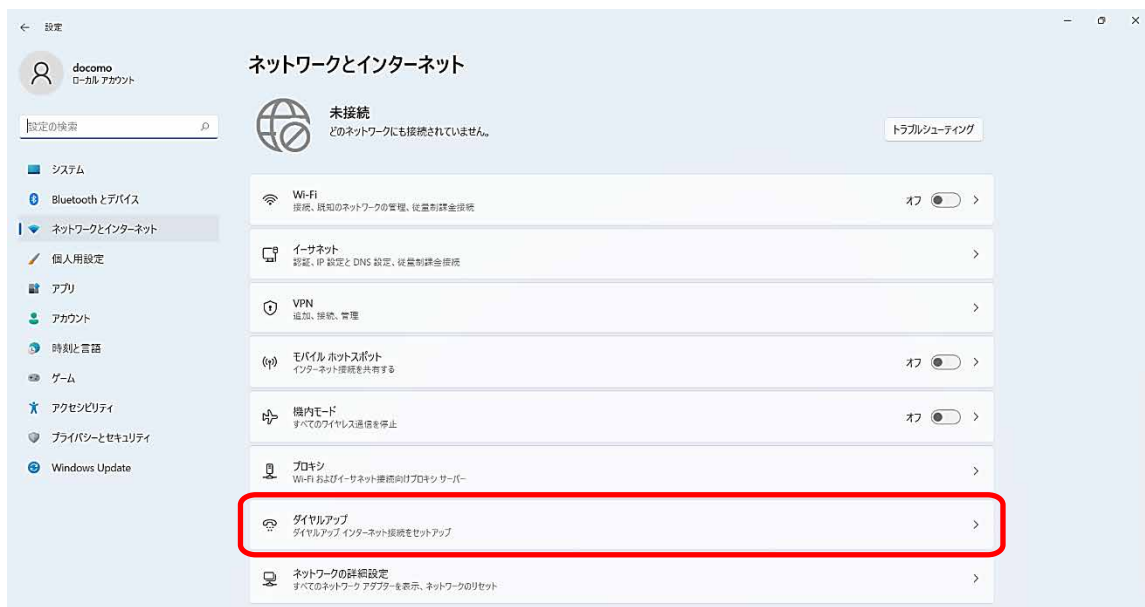 設定
docomo
ローカル アカウント
設定の検索
システム
Bluetooth とデバイス
ネットワークとインターネット
個人用設定
アプリ
アカウント
時刻と言語
ゲーム
アクセシビリティ
プライバシーとセキュリティ
Windows Update
ネットワークとインターネット
未接続
どのネットワークにも接続されていません。
トラブルシューティング
Wi-Fi
接続、既知のネットワークの管理、従量制課金接続
オフ
イーサネット
認証、IP 設定と DNS 設定、従量制課金接続
VPN
追加、接続、管理
モバイル ホットスポット
インターネット接続を共有する
オフ
機内モード
すべてのワイヤレス通信を停止
オフ
プロキシ
Wi-Fi およびイーサネット接続向けプロキシ サーバー
ダイヤルアップ
ダイヤルアップ インターネット接続をセットアップ
ネットワークの詳細設定
すべてのネットワーク アダプターを表示、ネットワークのリセット